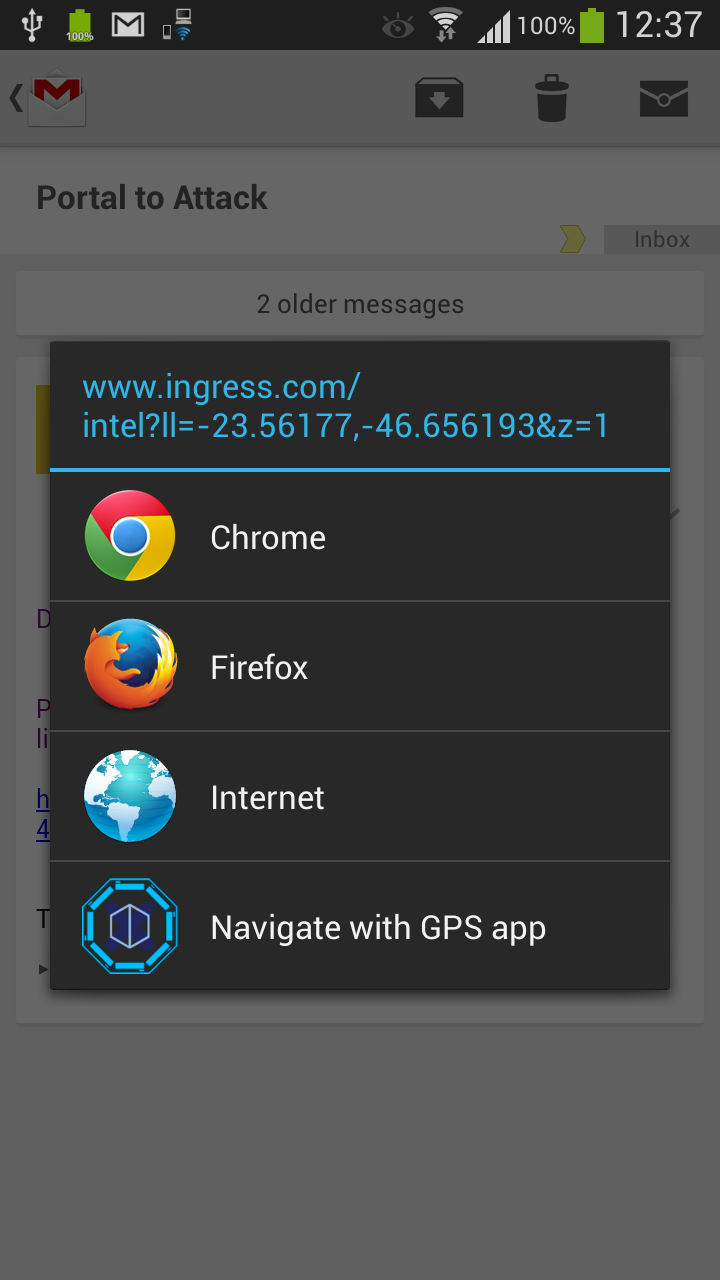 100%
100%
12:37
Portal to Attack
Inbox
2 older messages
www.ingress.com/
intel?ll=-23.56177,-46.656193&z=1
Chrome
D
Firefox
P
li
Internet
h
4
T
Navigate with GPS app